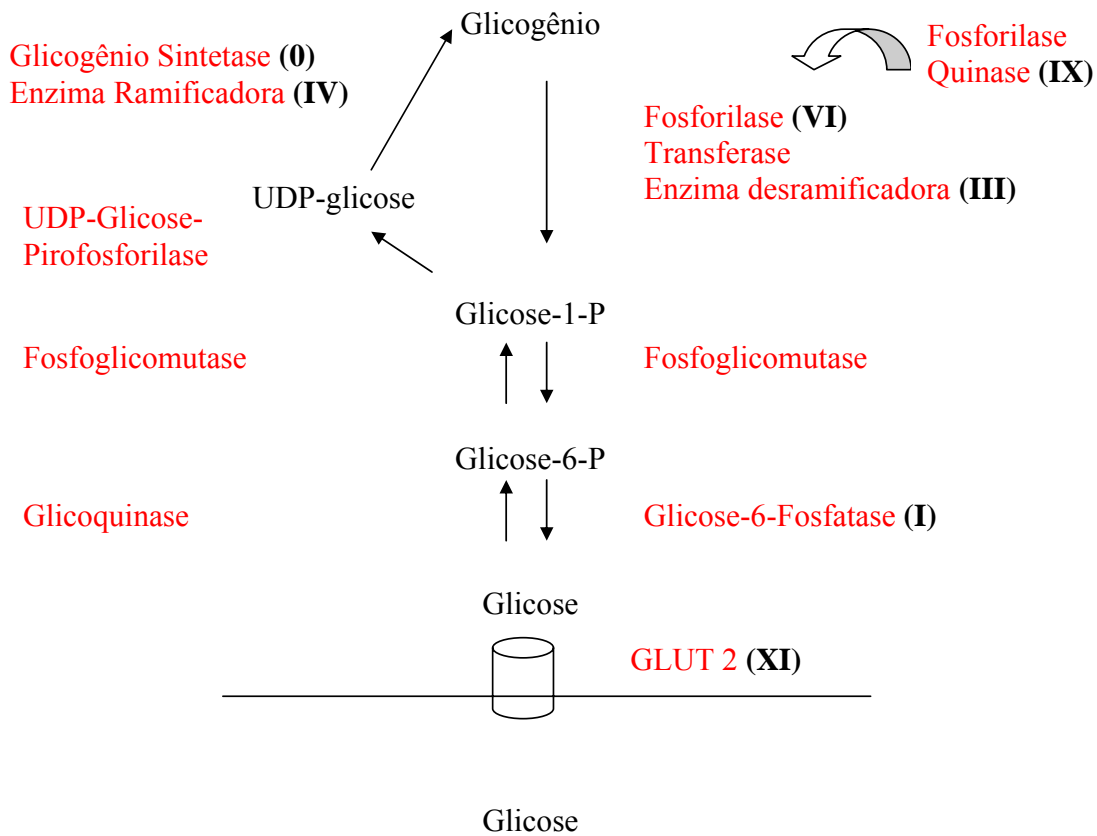 Glicogênio
Glicogênio Sintetase (0)
Enzima Ramificadora (IV)
Fosforilase
Quinase (IX)
Fosforilase (VI)
Transferase
Enzima desramificadora (III)
UDP-glicose
UDP-Glicose-
Pirofosforilase
Glicose-1-P
Fosfoglicomutase
Fosfoglicomutase
Glicose-6-P
Glicoquinase
Glicose-6-Fosfatase (I)
Glicose
GLUT 2 (XI)
Glicose